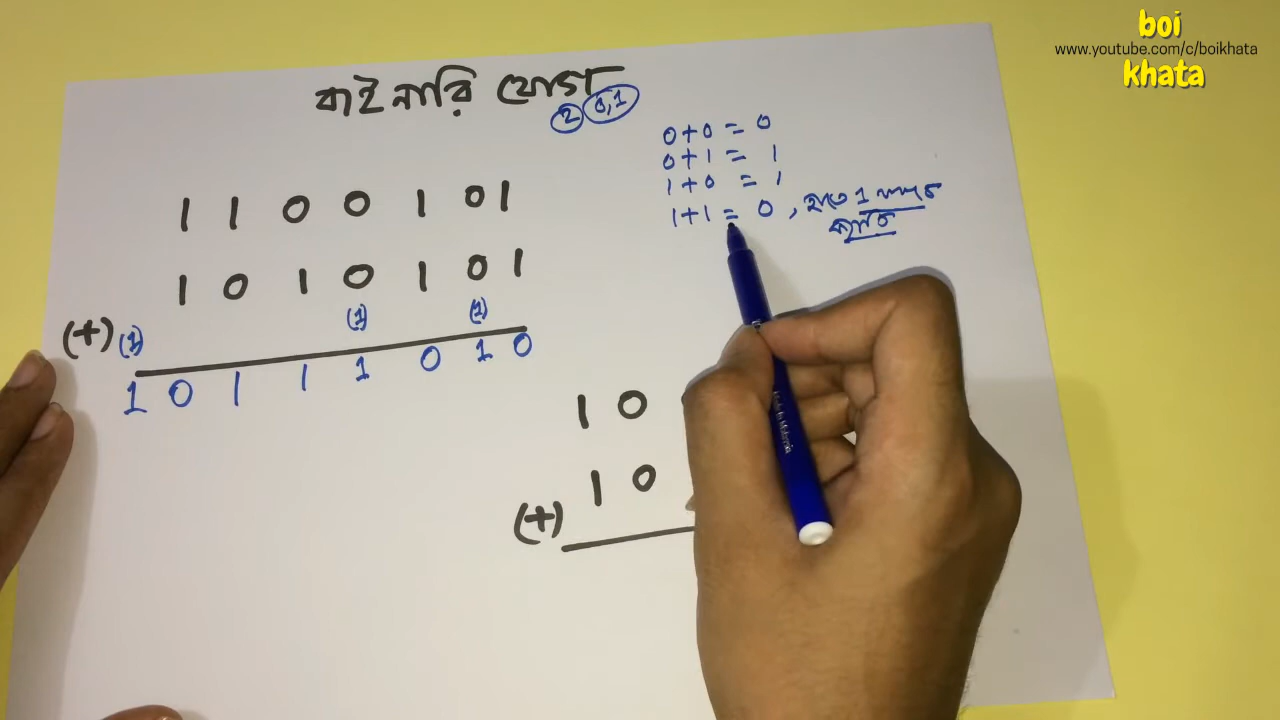 boi
www.youtube.com/c/boikhata
khata
বাইনারি যোগ
2 0,1
0+0=0
0+1=1
1+0=1
1+1=0, হাতে 1 থাকবে
ক্যারি
1 1 0 0 1 0 1
1 0 1 0 1 0 1
(1) (1) (1)
(+)
1 0 1 1 1 0 1 0
1 0
1 0
(+)